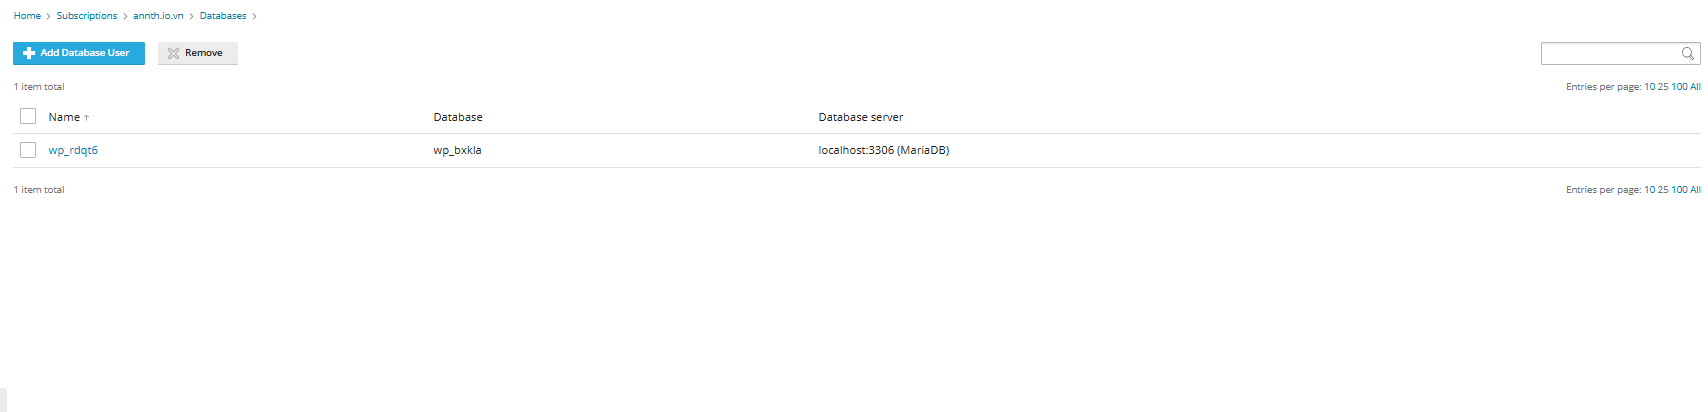 Home > Subscriptions > annth.io.vn > Databases >
Add Database User Remove
1 item total Entries per page: 10 25 100 All
Name ↑ Database Database server
wp_rdqt6 wp_bxkla localhost:3306 (MariaDB)
1 item total Entries per page: 10 25 100 All